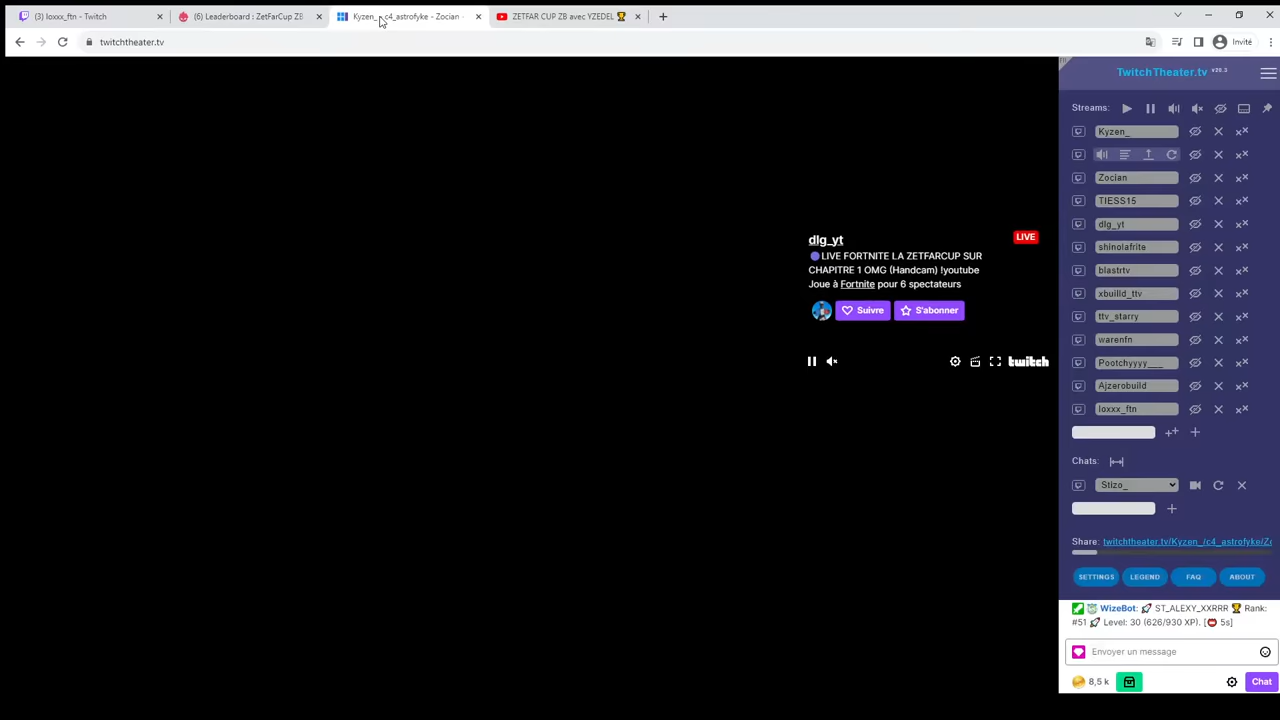 (3) loxxx_ftn - Twitch
(6) Leaderboard : ZetFarCup ZB
Kyzen_ - c4_astrofyke - Zocian -
ZETFAR CUP ZB avec YZEDEL 🏆
twitchtheater.tv
Invité
TwitchTheater.tv v20.3
Streams:
Kyzen_
Zocian
TIESS15
dlg_yt
shinolafrite
blastrtv
xbuilld_ttv
ttv_starry
warenfn
Pootchyyyy___
Ajzerobuild
loxxx_ftn
Chats:
Stizo_
Share: twitchtheater.tv/Kyzen_/c4_astrofyke/Zo
SETTINGS
LEGEND
FAQ
ABOUT
WizeBot: 🚀 ST_ALEXY_XXRRR 🏆 Rank:
#51 🚀 Level: 30 (626/930 XP). [5s]
Envoyer un message
8,5 k
Chat
dlg_yt
LIVE
🟣LIVE FORTNITE LA ZETFARCUP SUR
CHAPITRE 1 OMG (Handcam) !youtube
Joue à Fortnite pour 6 spectateurs
Suivre
S'abonner
twitch